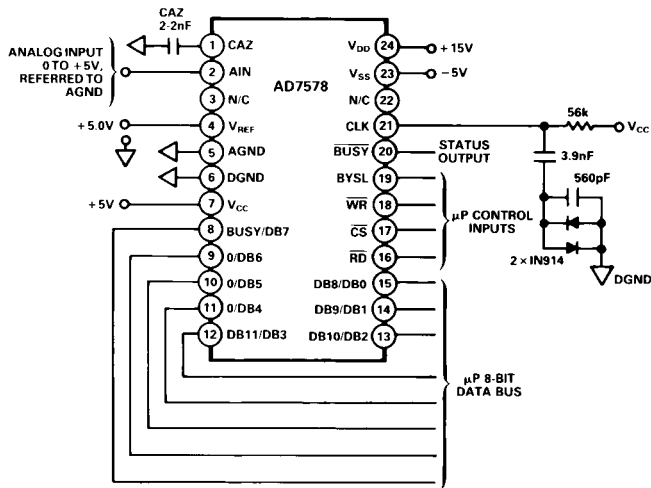 CAZ
2-2nF
ANALOG INPUT
0 TO +5V,
REFERRED TO
AGND
+5.0V
+5V
AD7578
1 CAZ
2 AIN
3 N/C
4 VREF
5 AGND
6 DGND
7 VCC
8 BUSY/DB7
9 0/DB6
10 0/DB5
11 0/DB4
12 DB11/DB3
VDD 24
VSS 23
N/C 22
CLK 21
BUSY 20
BYSL 19
WR 18
CS 17
RD 16
DB8/DB0 15
DB9/DB1 14
DB10/DB2 13
+15V
-5V
56k
VCC
STATUS
OUTPUT
3.9nF
560pF
µP CONTROL
INPUTS
2 × IN914
DGND
µP 8-BIT
DATA BUS